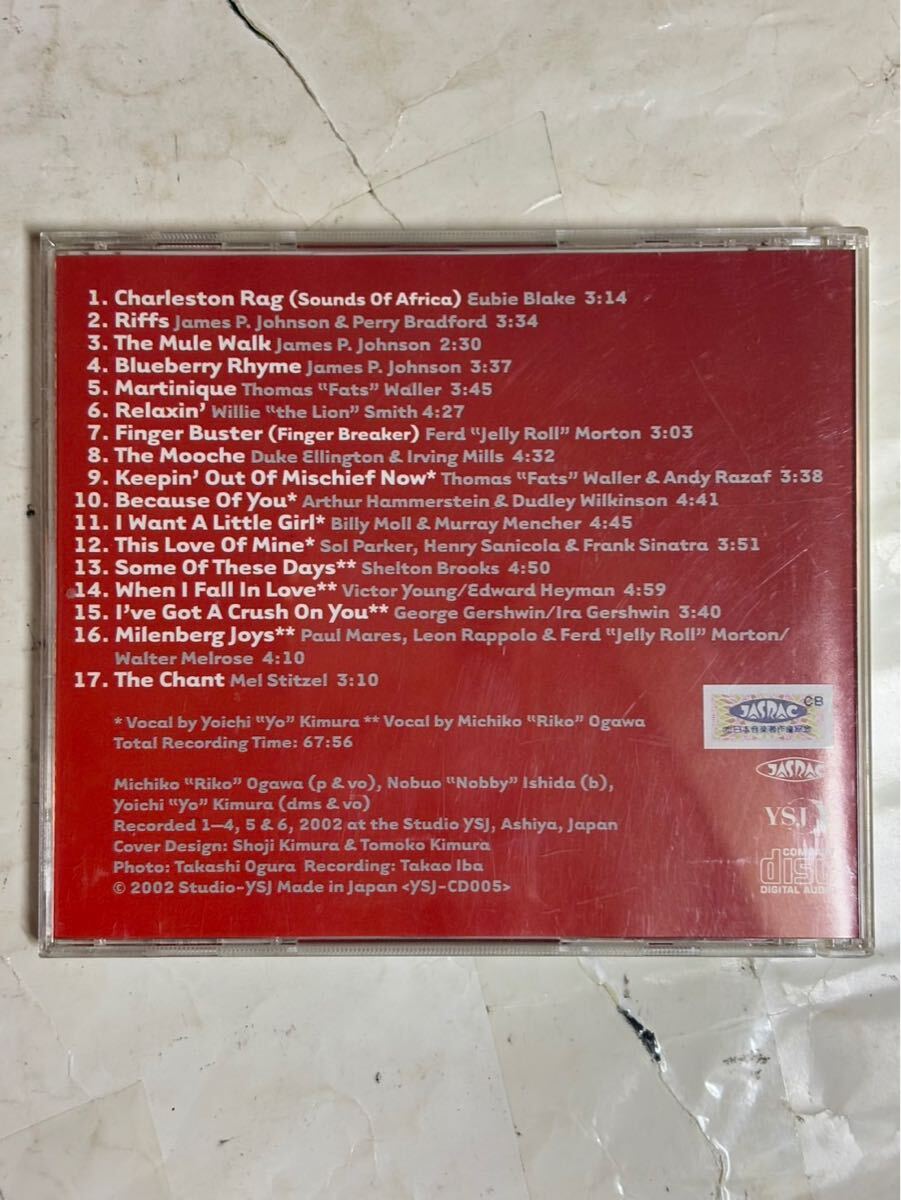 1. Charleston Rag (Sounds Of Africa) Eubie Blake 3:14
2. Riffs James P. Johnson & Perry Bradford 3:34
3. The Mule Walk James P. Johnson 2:30
4. Blueberry Rhyme James P. Johnson 3:37
5. Martinique Thomas "Fats" Waller 3:45
6. Relaxin' Willie "the Lion" Smith 4:27
7. Finger Buster (Finger Breaker) Ferd "Jelly Roll" Morton 3:03
8. The Mooche Duke Ellington & Irving Mills 4:32
9. Keepin' Out Of Mischief Now* Thomas "Fats" Waller & Andy Razaf 3:38
10. Because Of You* Arthur Hammerstein & Dudley Wilkinson 4:41
11. I Want A Little Girl* Billy Moll & Murray Mencher 4:45
12. This Love Of Mine* Sol Parker, Henry Sanicola & Frank Sinatra 3:51
13. Some Of These Days** Shelton Brooks 4:50
14. When I Fall In Love** Victor Young/Edward Heyman 4:59
15. I've Got A Crush On You** George Gershwin/Ira Gershwin 3:40
16. Milenberg Joys** Paul Mares, Leon Rappolo & Ferd "Jelly Roll" Morton/
Walter Melrose 4:10
17. The Chant Mel Stitzel 3:10
* Vocal by Yoichi "Yo" Kimura ** Vocal by Michiko "Riko" Ogawa
Total Recording Time: 67:56
Michiko "Riko" Ogawa (p & vo), Nobuo "Nobby" Ishida (b),
Yoichi "Yo" Kimura (dms & vo)
Recorded 1—4, 5 & 6, 2002 at the Studio YSJ, Ashiya, Japan
Cover Design: Shoji Kimura & Tomoko Kimura
Photo: Takashi Ogura Recording: Takao Iba
© 2002 Studio-YSJ Made in Japan <YSJ-CD005>
JASRAC CB
JASRAC
YSJ
COMPACT
disc
DIGITAL AUDIO